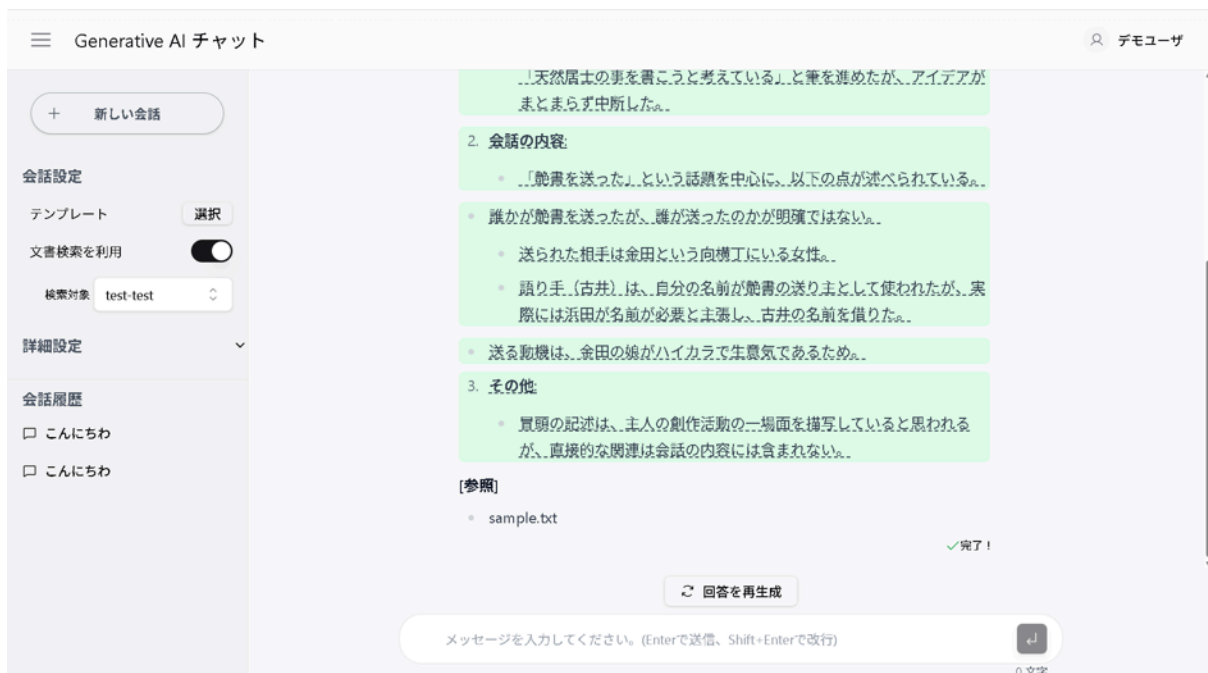 Generative AI チャット
デモユーザ
新しい会話
会話設定
テンプレート 選択
文書検索を利用
検索対象 test-test
詳細設定
会話履歴
こんにちわ
こんにちわ
「天然居士の事を書こうと考えている」と筆を進めたが、アイデアが
まとまらず中断した。
2. 会話の内容:
「艶書を送った」という話題を中心に、以下の点が述べられている。
誰かが艶書を送ったが、誰が送ったのかが明確ではない。
送られた相手は金田という向横丁にいる女性。
語り手（古井）は、自分の名前が艶書の送り主として使われたが、実
際には浜田が名前が必要と主張し、古井の名前を借りた。
送る動機は、金田の娘がハイカラで生意気であるため。
3. その他:
冒頭の記述は、主人の創作活動の一場面を描写していると思われる
が、直接的な関連は会話の内容には含まれない。
[参照]
sample.txt
完了！
回答を再生成
メッセージを入力してください。(Enterで送信、Shift+Enterで改行)
0 文字